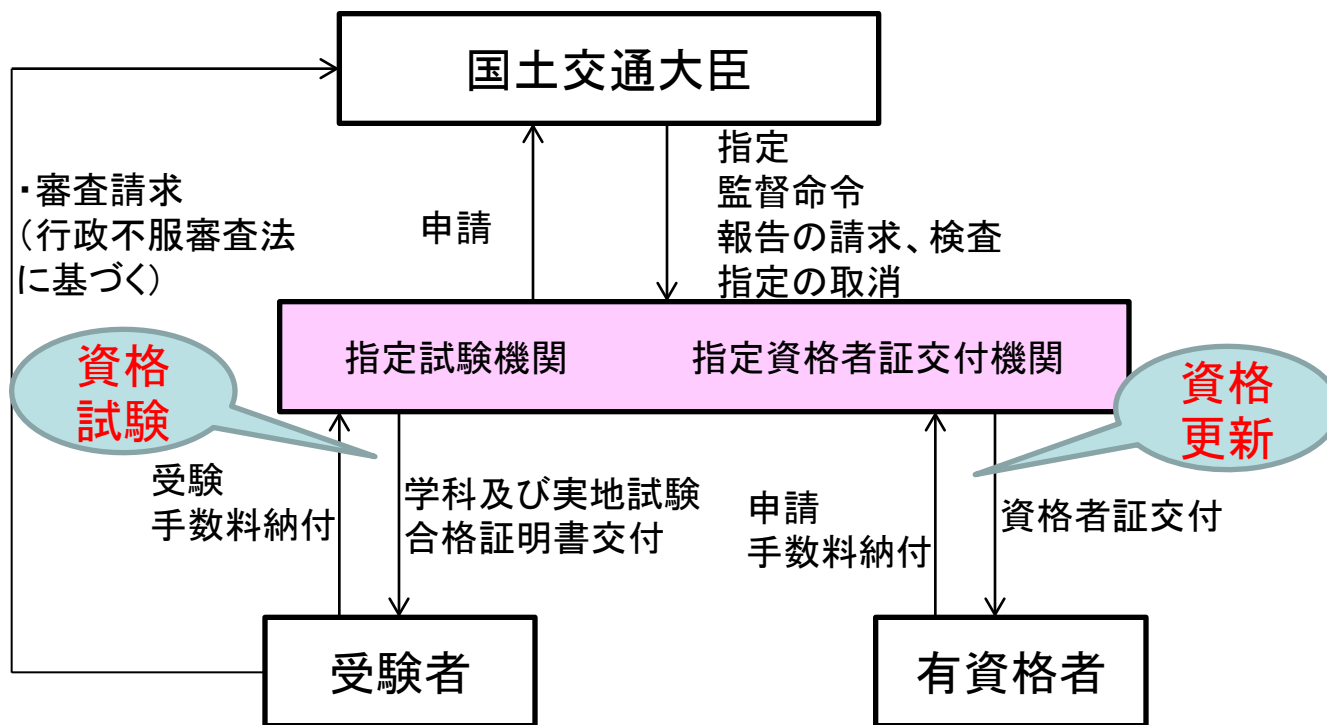 国土交通大臣
・審査請求
（行政不服審査法
に基づく）
申請
指定
監督命令
報告の請求、検査
指定の取消
指定試験機関
指定資格者証交付機関
資格
試験
資格
更新
受験
手数料納付
学科及び実地試験
合格証明書交付
申請
手数料納付
資格者証交付
受験者
有資格者